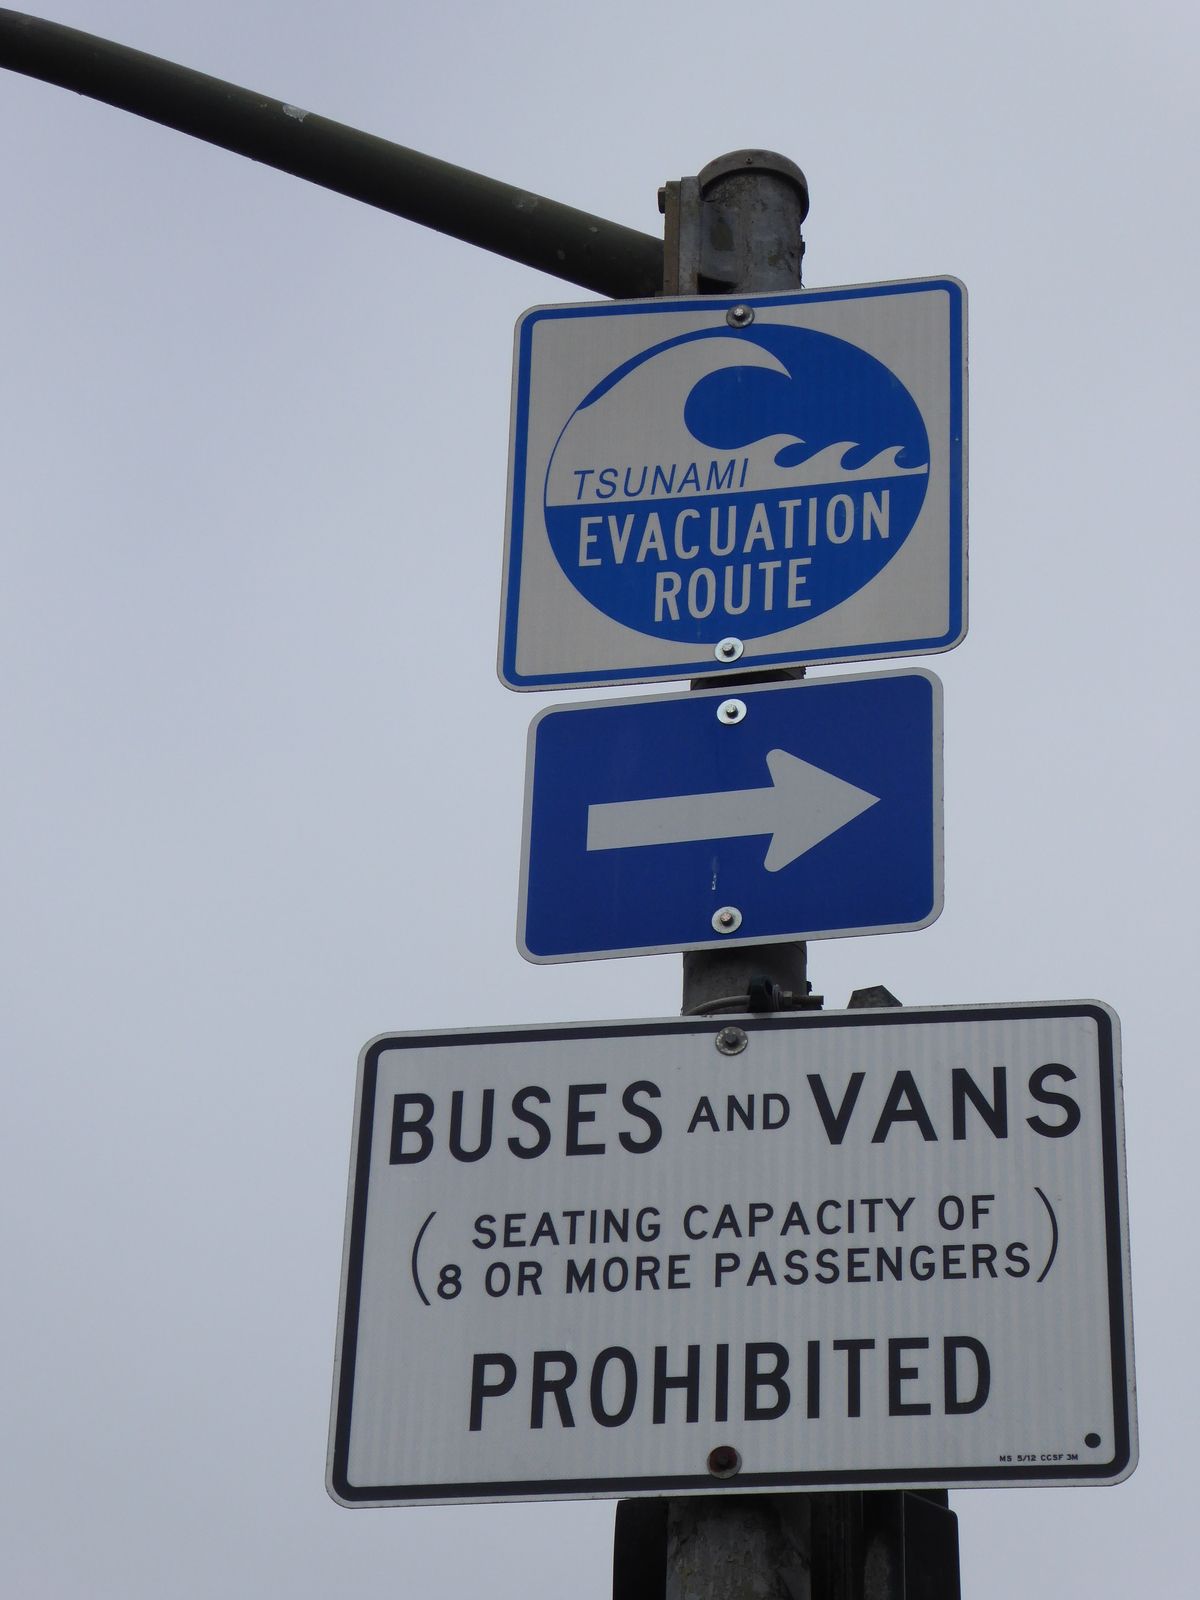 TSUNAMI
EVACUATION
ROUTE
BUSES AND VANS
(SEATING CAPACITY OF
8 OR MORE PASSENGERS)
PROHIBITED
MS 5/12 CCSF 3M